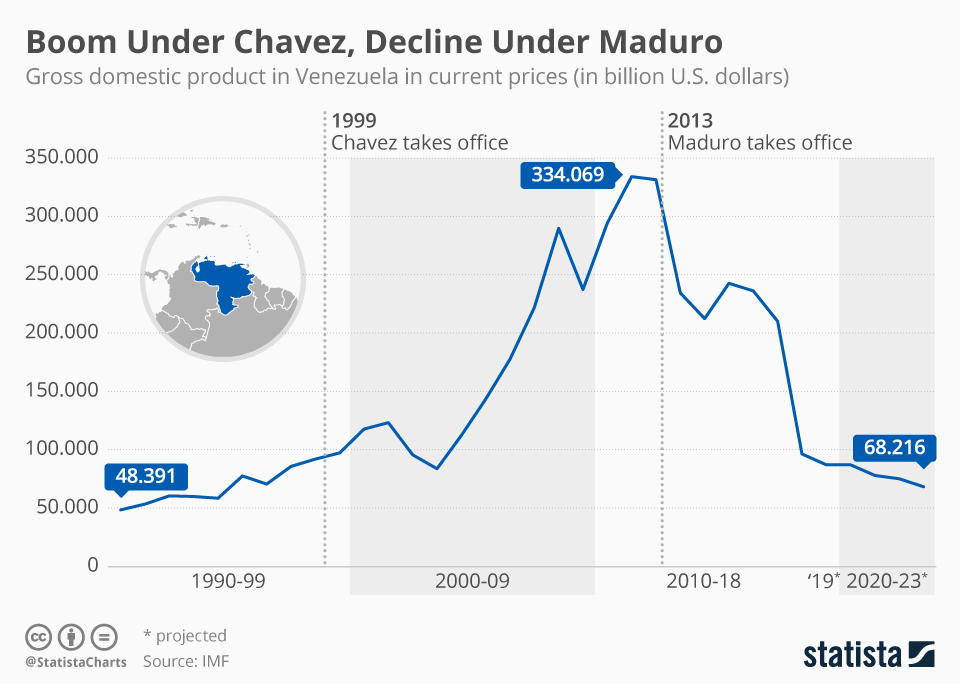 Boom Under Chavez, Decline Under Maduro
Gross domestic product in Venezuela in current prices (in billion U.S. dollars)
1999
Chavez takes office
2013
Maduro takes office
350.000
334.069
300.000
250.000
200.000
150.000
100.000
68.216
48.391
50.000
0
1990-99
2000-09
2010-18
‘19*
2020-23*
* projected
@StatistaCharts
Source: IMF
cc
statista